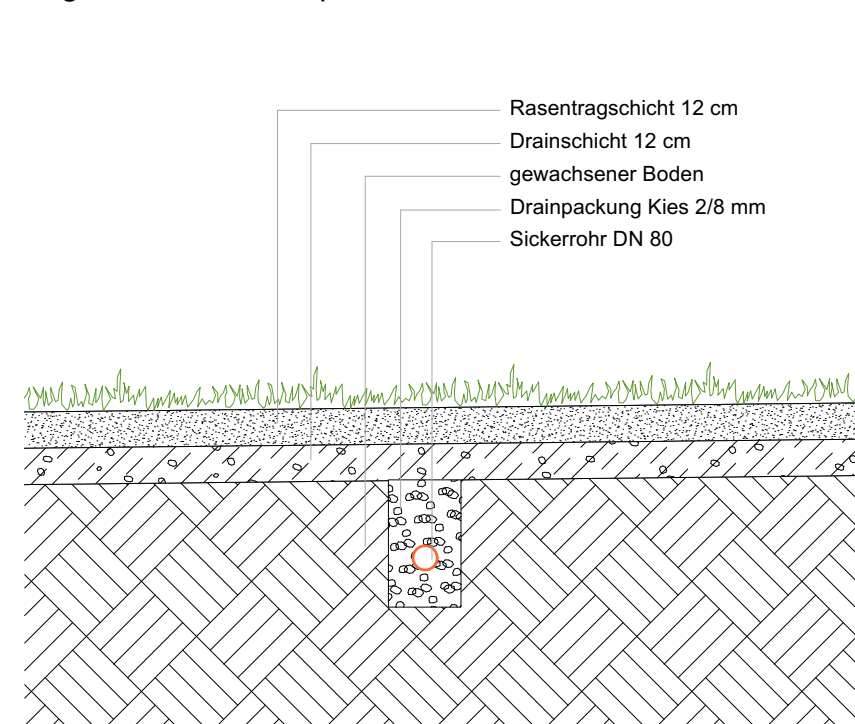 Rasentragschicht 12 cm
Drainschicht 12 cm
gewachsener Boden
Drainpackung Kies 2/8 mm
Sickerrohr DN 80